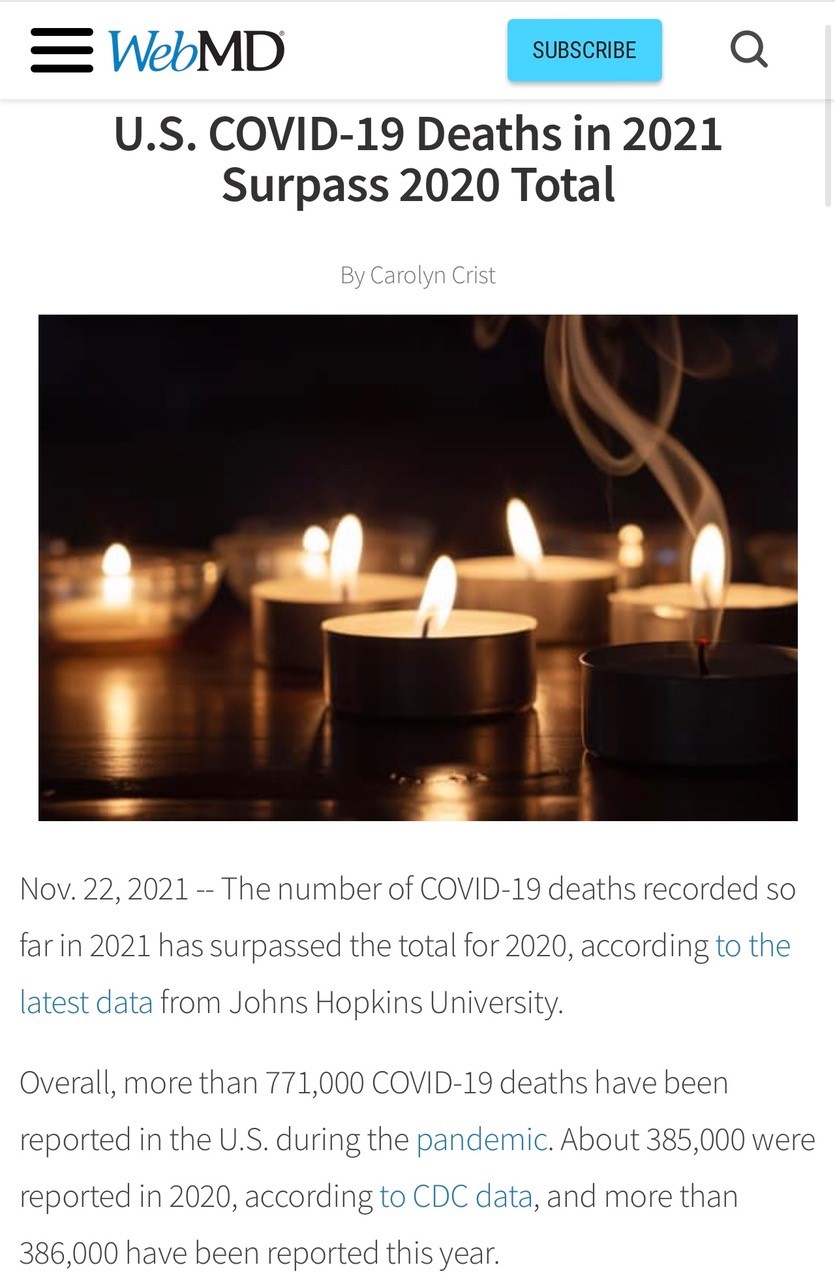 WebMD
SUBSCRIBE
U.S. COVID-19 Deaths in 2021
Surpass 2020 Total
By Carolyn Crist
Nov. 22, 2021 -- The number of COVID-19 deaths recorded so
far in 2021 has surpassed the total for 2020, according to the
latest data from Johns Hopkins University.
Overall, more than 771,000 COVID-19 deaths have been
reported in the U.S. during the pandemic. About 385,000 were
reported in 2020, according to CDC data, and more than
386,000 have been reported this year.